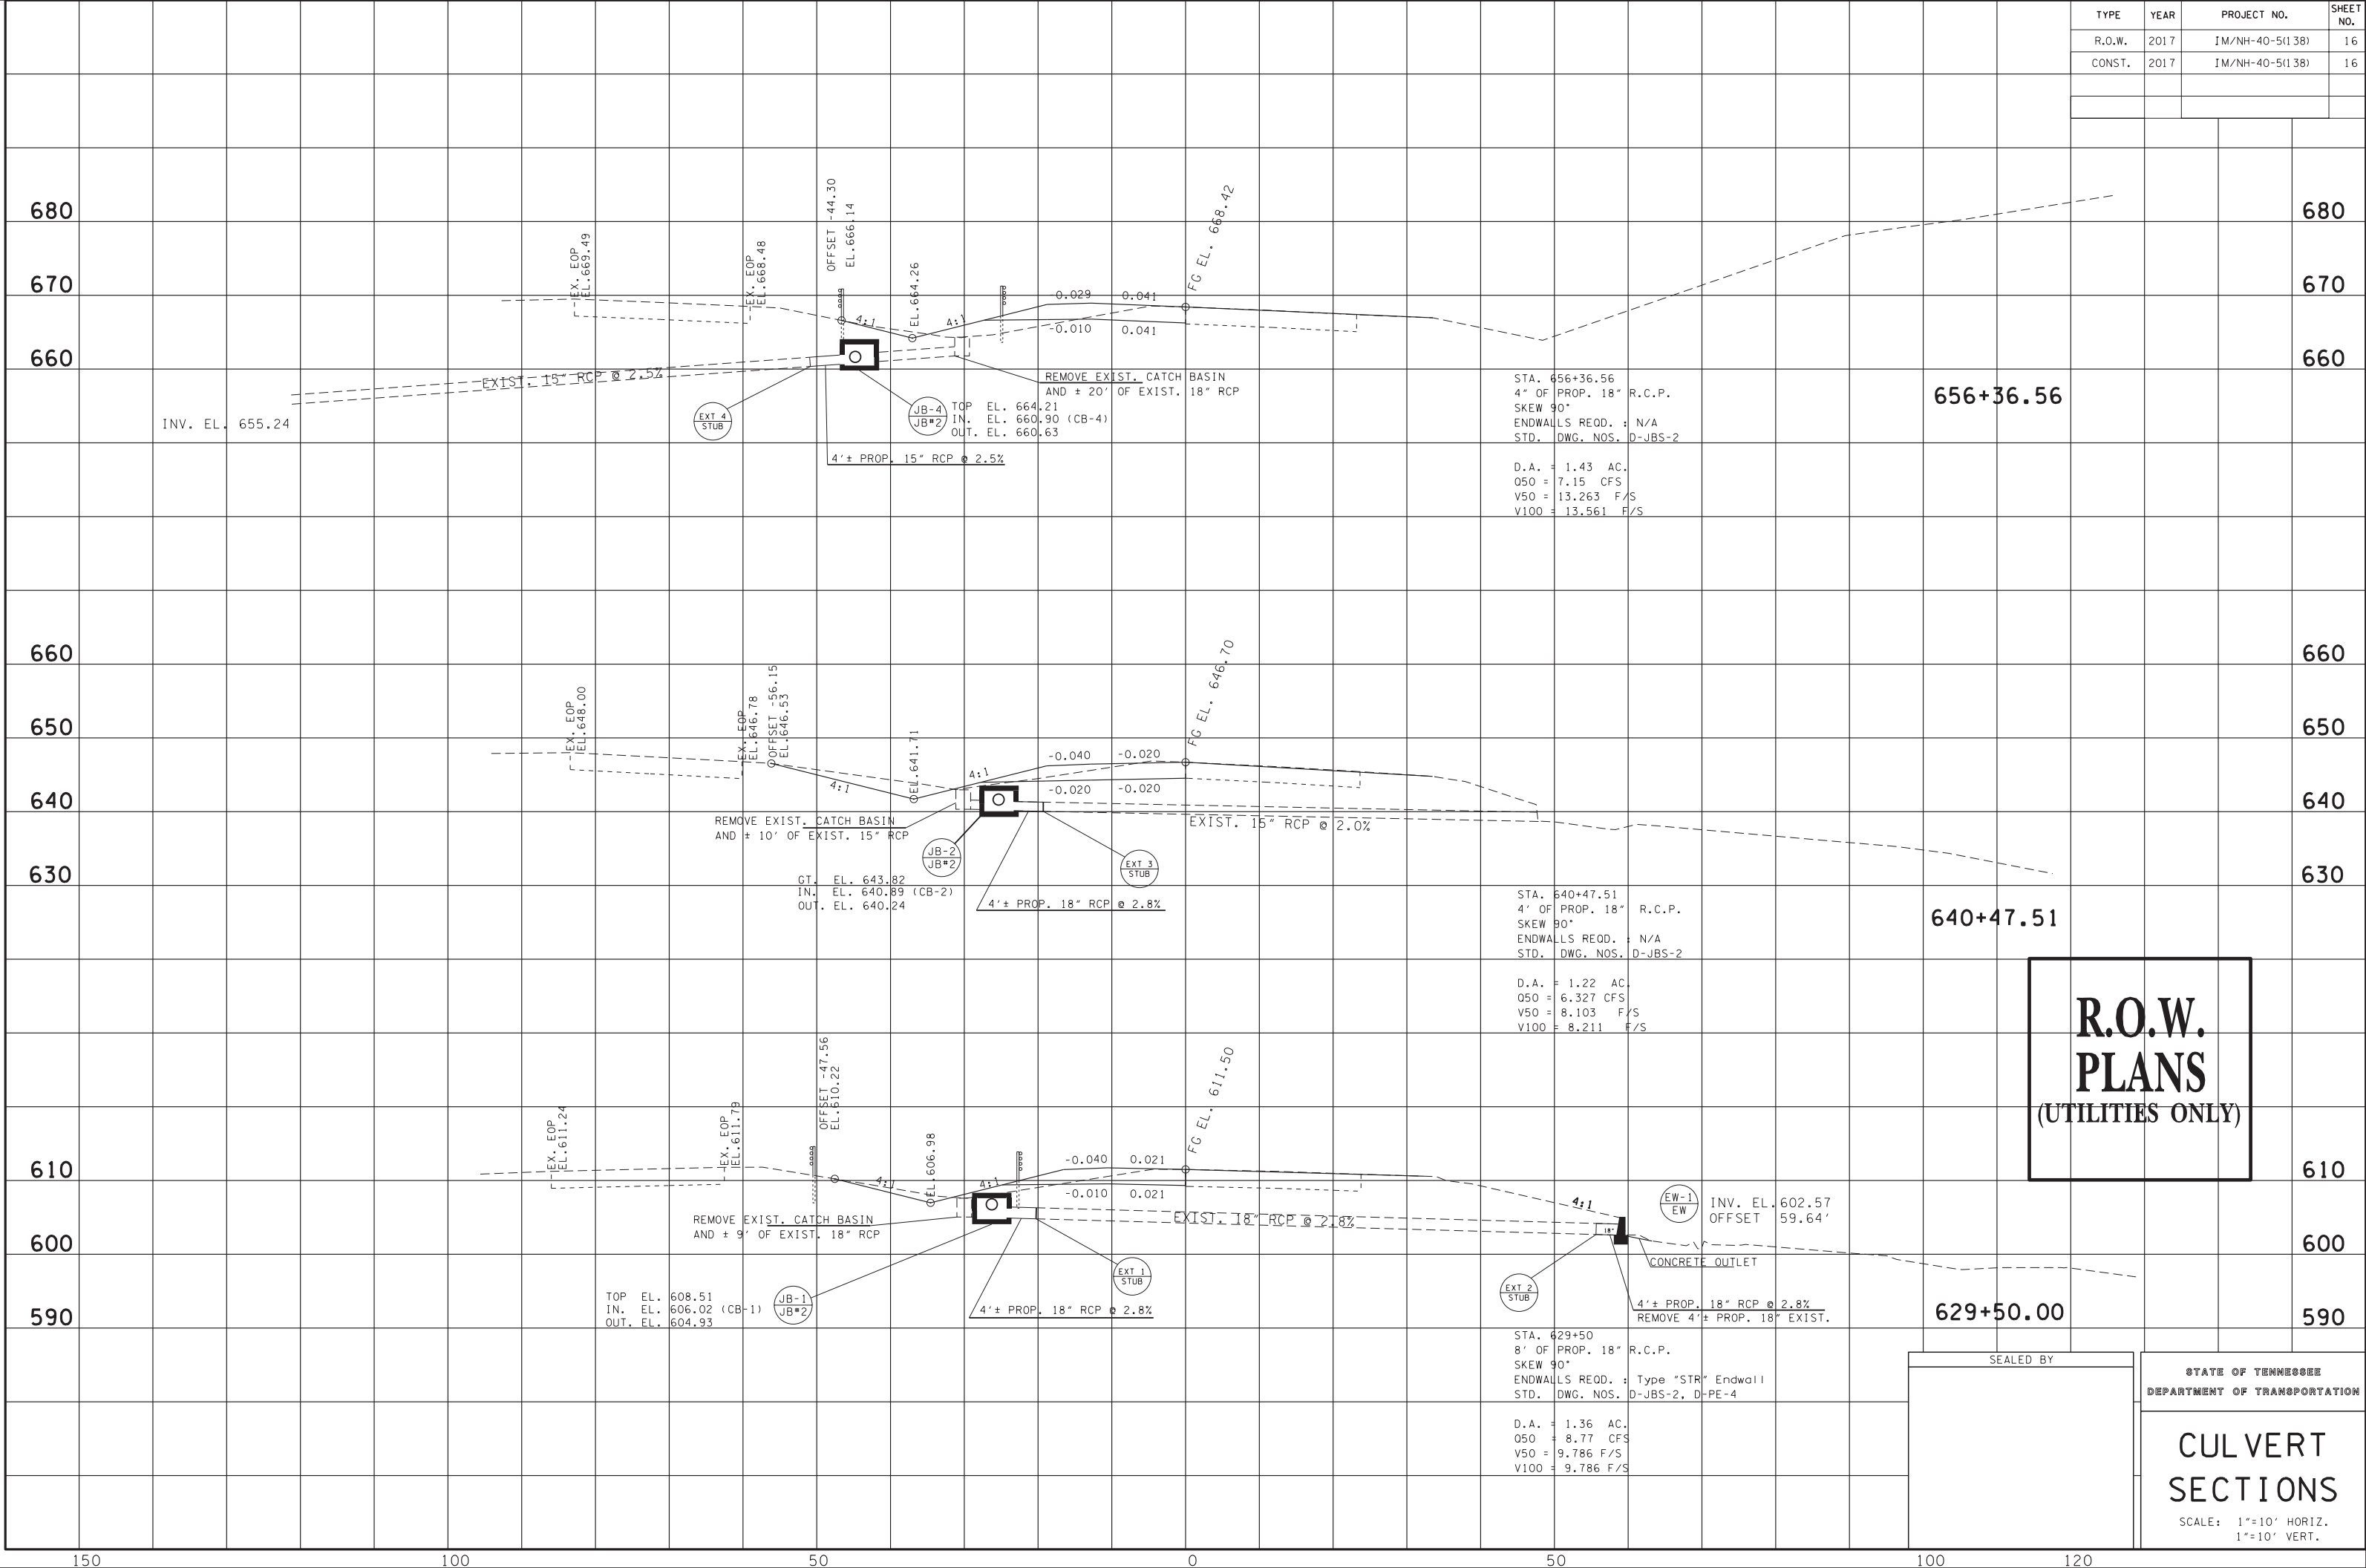 TYPE YEAR PROJECT NO. SHEET NO.
R.O.W. 2017 IM/NH-40-5(138) 16
CONST. 2017 IM/NH-40-5(138) 16
680 680
670 670
660 660
EX. EOP
EL.669.49
EX. EOP
EL.668.48
OFFSET -44.30
EL.666.14
EL.664.26
FG EL. 668.42
4:1
4:1
-0.029 0.041
-0.010 0.041
EXIST. 15" RCP @ 2.5%
INV. EL. 655.24
EXT 4
STUB
JB-4
JB#2
TOP EL. 664.21
IN. EL. 660.90 (CB-4)
OUT. EL. 660.63
REMOVE EXIST. CATCH BASIN
AND ± 20' OF EXIST. 18" RCP
4'± PROP. 15" RCP @ 2.5%
STA. 656+36.56
4" OF PROP. 18" R.C.P.
SKEW 90°
ENDWALLS REQD. : N/A
STD. DWG. NOS. D-JBS-2
D.A. = 1.43 AC.
Q50 = 7.15 CFS
V50 = 13.263 F/S
V100 = 13.561 F/S
656+36.56
660 660
650 650
640 640
630 630
EX. EOP
EL.648.00
EX. EOP
EL.646.78
OFFSET -56.15
EL.646.53
EL.641.71
FG EL. 646.70
4:1
4:1
-0.040 -0.020
-0.020 -0.020
REMOVE EXIST. CATCH BASIN
AND ± 10' OF EXIST. 15" RCP
EXIST. 15" RCP @ 2.0%
JB-2
JB#2
EXT 3
STUB
GT. EL. 643.82
IN. EL. 640.89 (CB-2)
OUT. EL. 640.24
4'± PROP. 18" RCP @ 2.8%
STA. 640+47.51
4' OF PROP. 18" R.C.P.
SKEW 90°
ENDWALLS REQD. : N/A
STD. DWG. NOS. D-JBS-2
D.A. = 1.22 AC.
Q50 = 6.327 CFS
V50 = 8.103 F/S
V100 = 8.211 F/S
640+47.51
R.O.W.
PLANS
(UTILITIES ONLY)
610 610
600 600
590 590
EX. EOP
EL.611.24
EX. EOP
EL.611.79
OFFSET -47.56
EL.610.22
EL.606.98
FG EL. 611.50
4:1
4:1
-0.040 0.021
-0.010 0.021
REMOVE EXIST. CATCH BASIN
AND ± 9' OF EXIST. 18" RCP
EXIST. 18" RCP @ 2.8%
4:1
18"
EW-1
EW
INV. EL.602.57
OFFSET 59.64'
CONCRETE OUTLET
EXT 1
STUB
EXT 2
STUB
TOP EL. 608.51
IN. EL. 606.02 (CB-1)
OUT. EL. 604.93
JB-1
JB#2
4'± PROP. 18" RCP @ 2.8%
4'± PROP. 18" RCP @ 2.8%
REMOVE 4'± PROP. 18" EXIST.
STA. 629+50
8' OF PROP. 18" R.C.P.
SKEW 90°
ENDWALLS REQD. : Type "STR" Endwall
STD. DWG. NOS. D-JBS-2, D-PE-4
D.A. = 1.36 AC.
Q50 = 8.77 CFS
V50 = 9.786 F/S
V100 = 9.786 F/S
629+50.00
SEALED BY
STATE OF TENNESSEE
DEPARTMENT OF TRANSPORTATION
CULVERT
SECTIONS
SCALE: 1"=10' HORIZ.
1"=10' VERT.
150 100 50 0 50 100 120